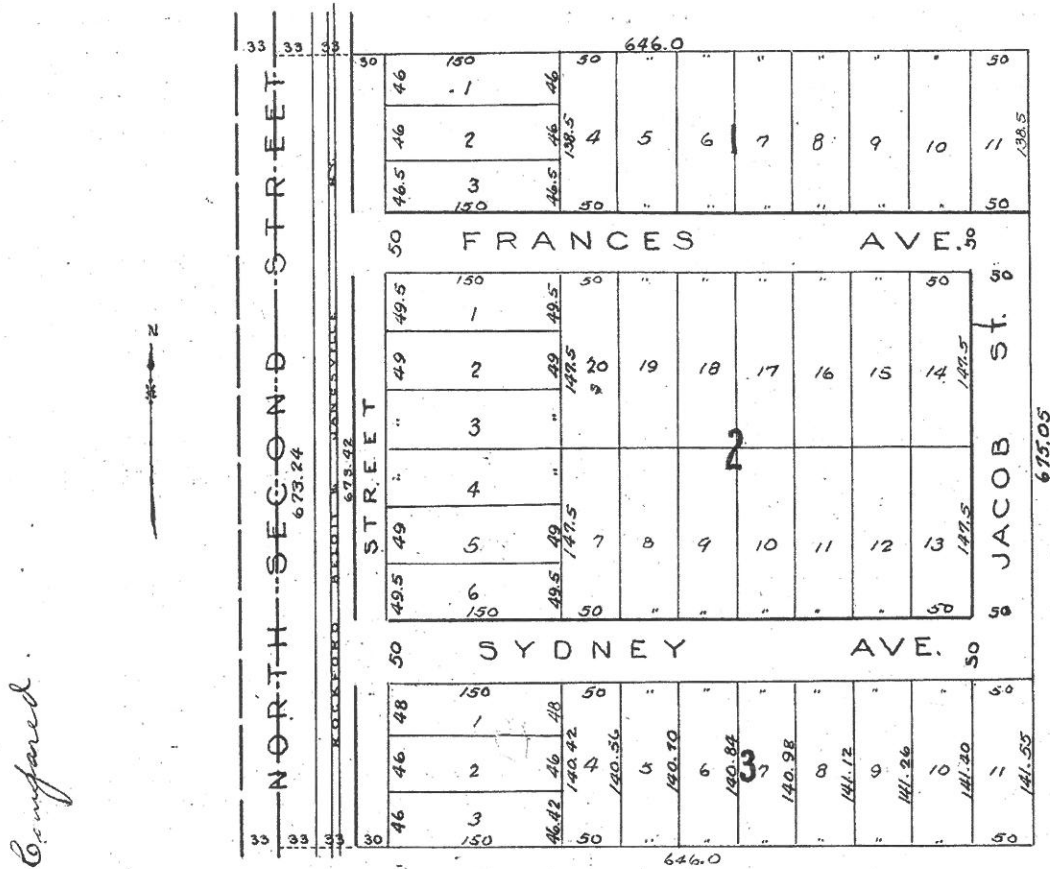 33 33 33 646.0
30 150 50 " " " " " " 50
46 1 46
46 2 46 138.5 4 5 6 1 7 8 9 10 11 138.5
46.5 3 46.5
150 50 " " " " " " 50
50 FRANCES AVE. 50
150 50 " " " " " 50 50
49.5 1 49.5
49 2 49 147.5 20 19 18 17 16 15 14 147.5
" 3 "
2
" 4 "
49 5 49 147.5 7 8 9 10 11 12 13 147.5
49.5 6 49.5
150 50 " " " " " 50 50
50 SYDNEY AVE. 50
150 50 " " " " " " 50
48 1 48
46 2 46 140.42 4 140.56 5 140.70 6 140.84 3 7 140.98 8 141.12 9 141.26 10 141.40 11 141.55
46 3 46.42
150 50 " " " " " " 50
33 33 33 30 646.0
NORTH SECOND STREET
673.24
ROCKFORD BELOIT & JANESVILLE RY.
673.42
STREET
JACOB St.
675.05
N
Compared.